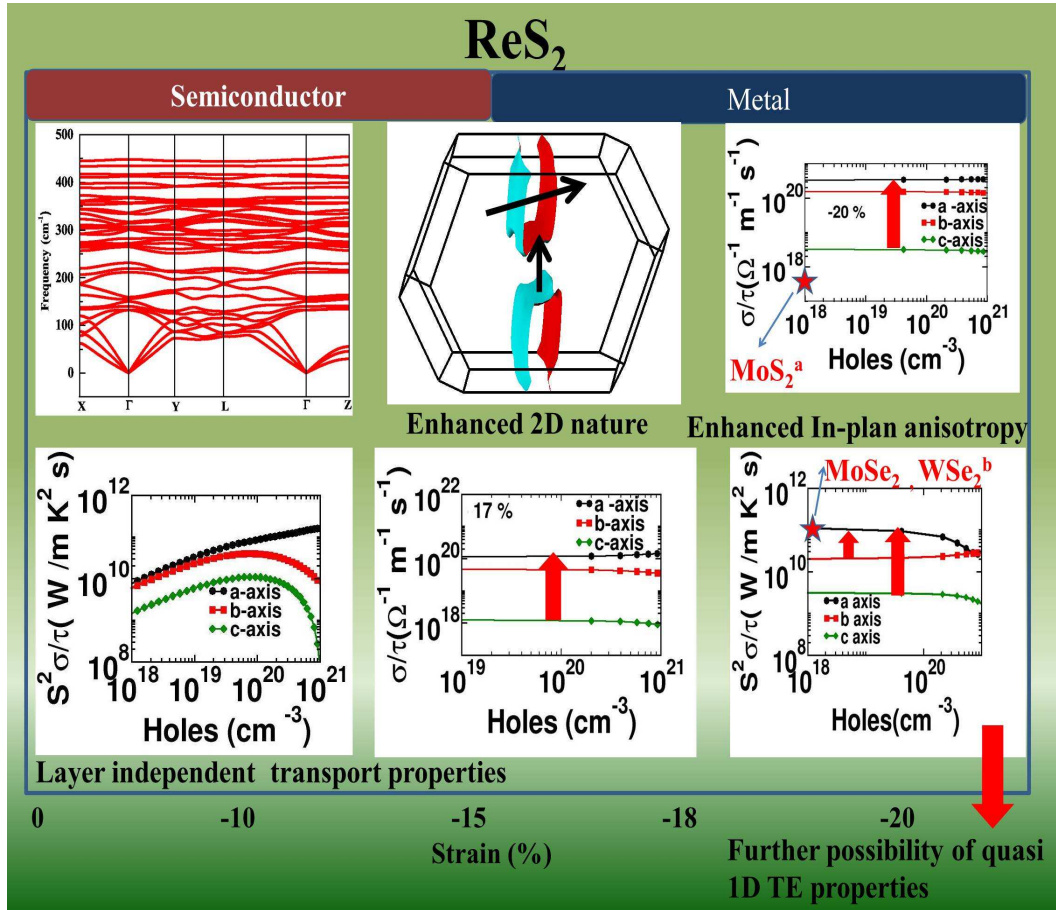 ReS2
Semiconductor
Metal
500
400
300
200
100
0
Frequency (cm-1)
X Γ Y L Γ Z
Enhanced 2D nature
σ/τ(Ω-1 m-1 s-1)
10^20
10^18
-20 %
a -axis
b-axis
c-axis
10^18 10^19 10^20 10^21
Holes (cm-3)
MoS2a
Enhanced In-plan anisotropy
S2 σ/τ( W /m K2 s)
10^12
10^10
10^8
a-axis
b-axis
c-axis
10^18 10^19 10^20 10^21
Holes (cm-3)
σ/τ(Ω-1 m-1 s-1)
10^22
10^20
10^18
17 %
a -axis
b-axis
c-axis
10^19 10^20 10^21
Holes (cm-3)
MoSe2 , WSe2b
S2 σ/τ( W /m K2 s)
10^12
10^10
10^8
a axis
b axis
c axis
10^18 10^20
Holes(cm-3)
Layer independent transport properties
0 -10 -15 -18 -20
Strain (%)
Further possibility of quasi
1D TE properties